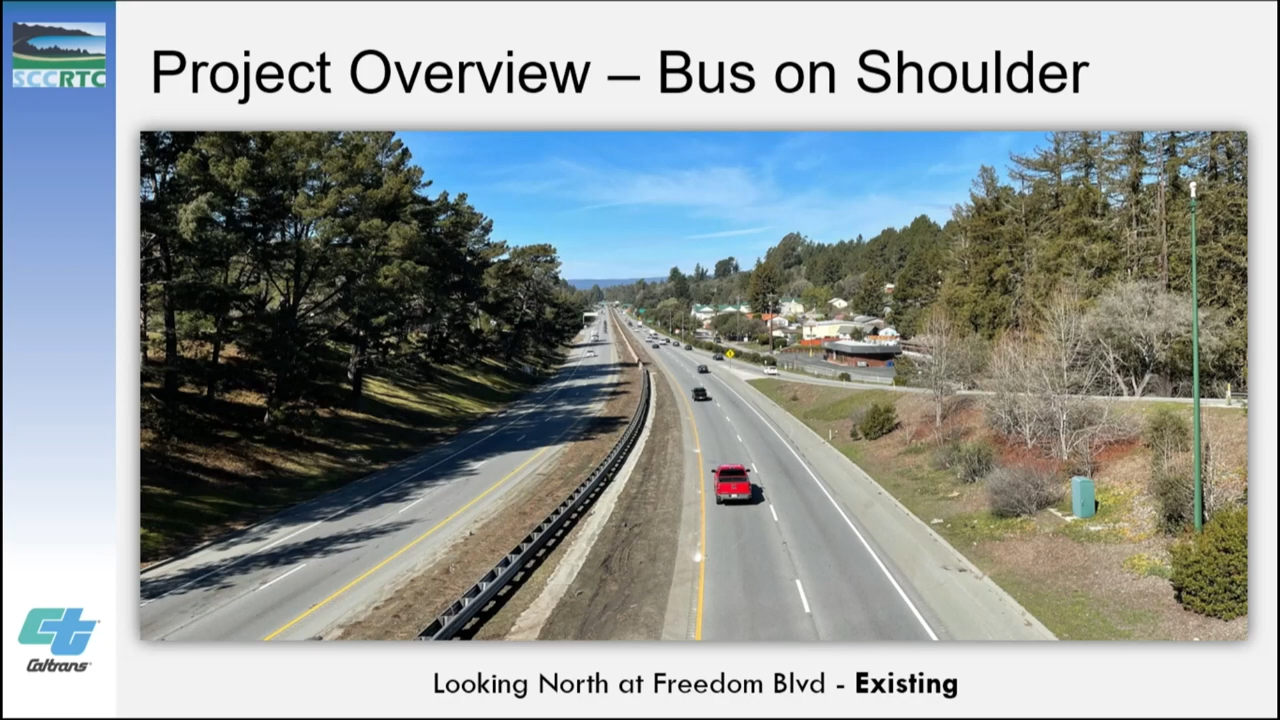 SCCRTC
Project Overview – Bus on Shoulder
Caltrans
Looking North at Freedom Blvd - Existing